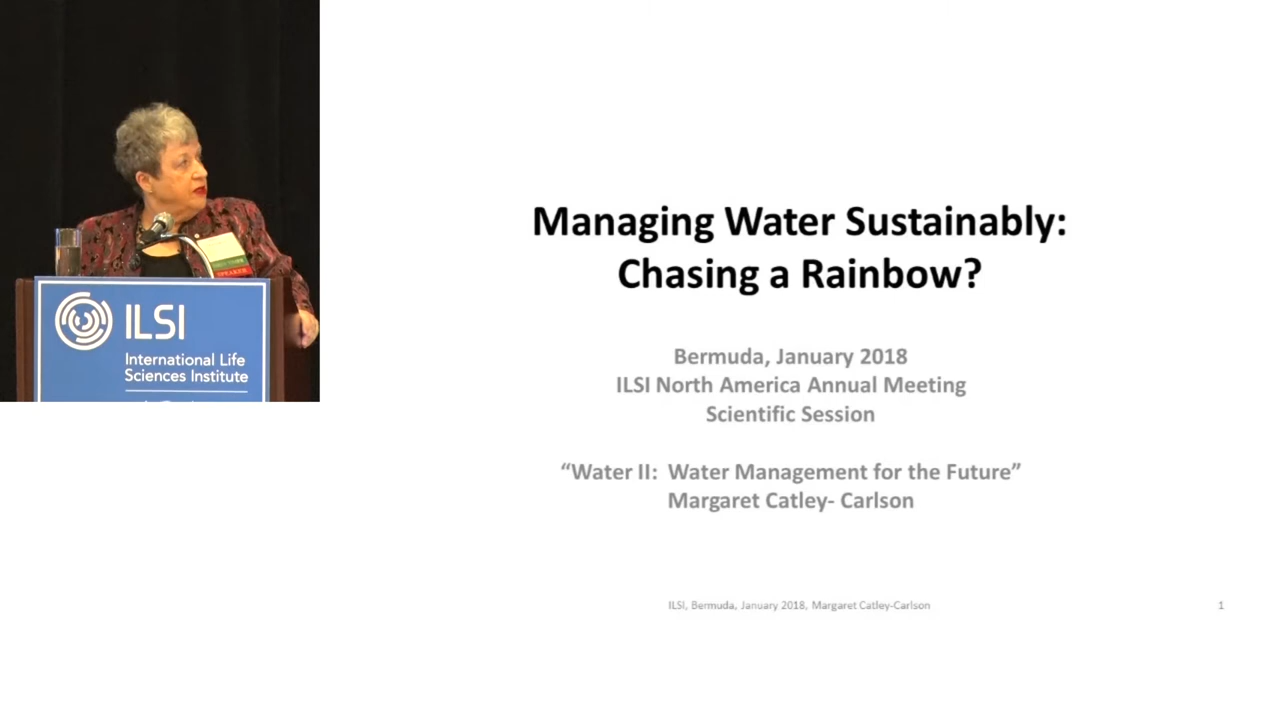 Managing Water Sustainably:
Chasing a Rainbow?
Bermuda, January 2018
ILSI North America Annual Meeting
Scientific Session
“Water II:  Water Management for the Future”
Margaret Catley- Carlson
ILSI, Bermuda, January 2018, Margaret Catley-Carlson
1
SPEAKER
ILSI
International Life
Sciences Institute